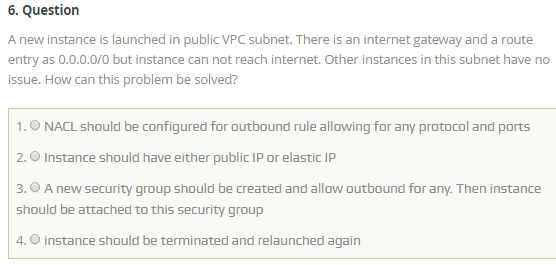 6. Question
A new instance is launched in public VPC subnet. There is an internet gateway and a route
entry as 0.0.0.0/0 but instance can not reach internet. Other instances in this subnet have no
issue. How can this problem be solved?
1. NACL should be configured for outbound rule allowing for any protocol and ports
2. Instance should have either public IP or elastic IP
3. A new security group should be created and allow outbound for any. Then instance
should be attached to this security group
4. instance should be terminated and relaunched again